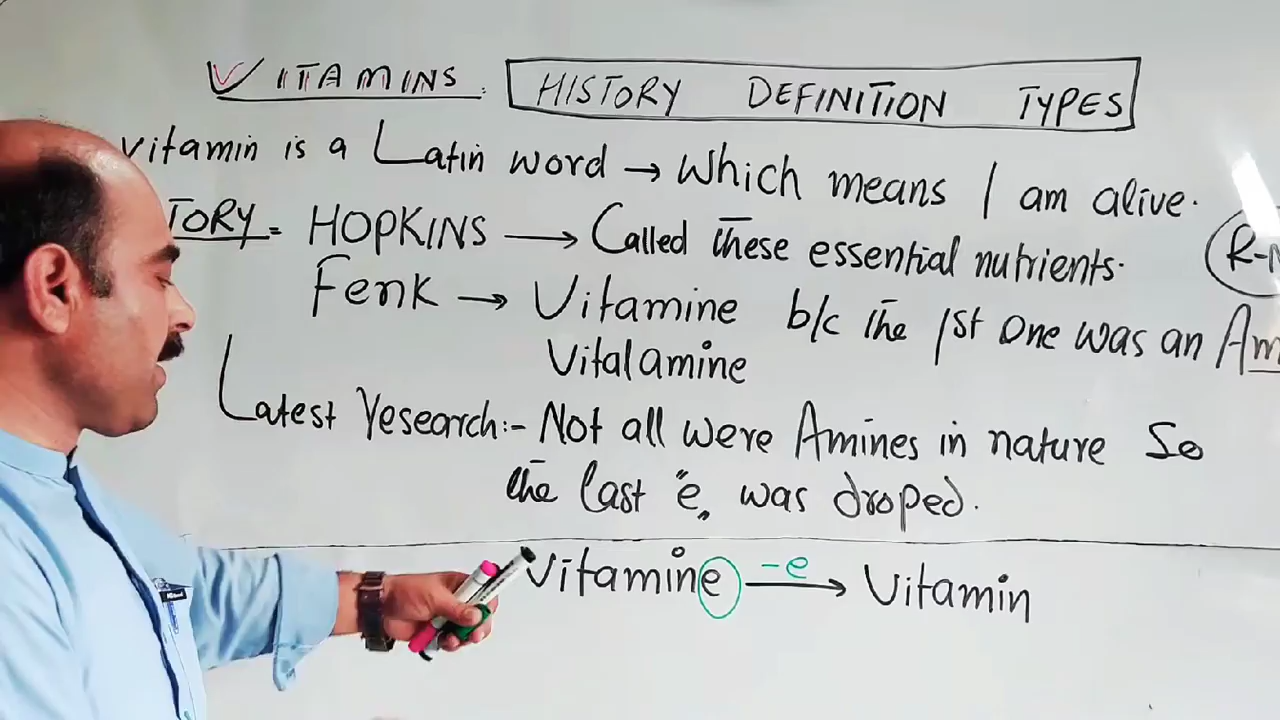 VITAMINS. HISTORY DEFINITION TYPES
vitamin is a Latin word → Which means I am alive.
TORY = HOPKINS → Called these essential nutrients. R-N
Fenk → Vitamine b/c the 1st One was an Am
Vitalamine
Latest Yesearch:- Not all were Amines in nature So
the last "e" was droped.
Vitamine -e → Vitamin